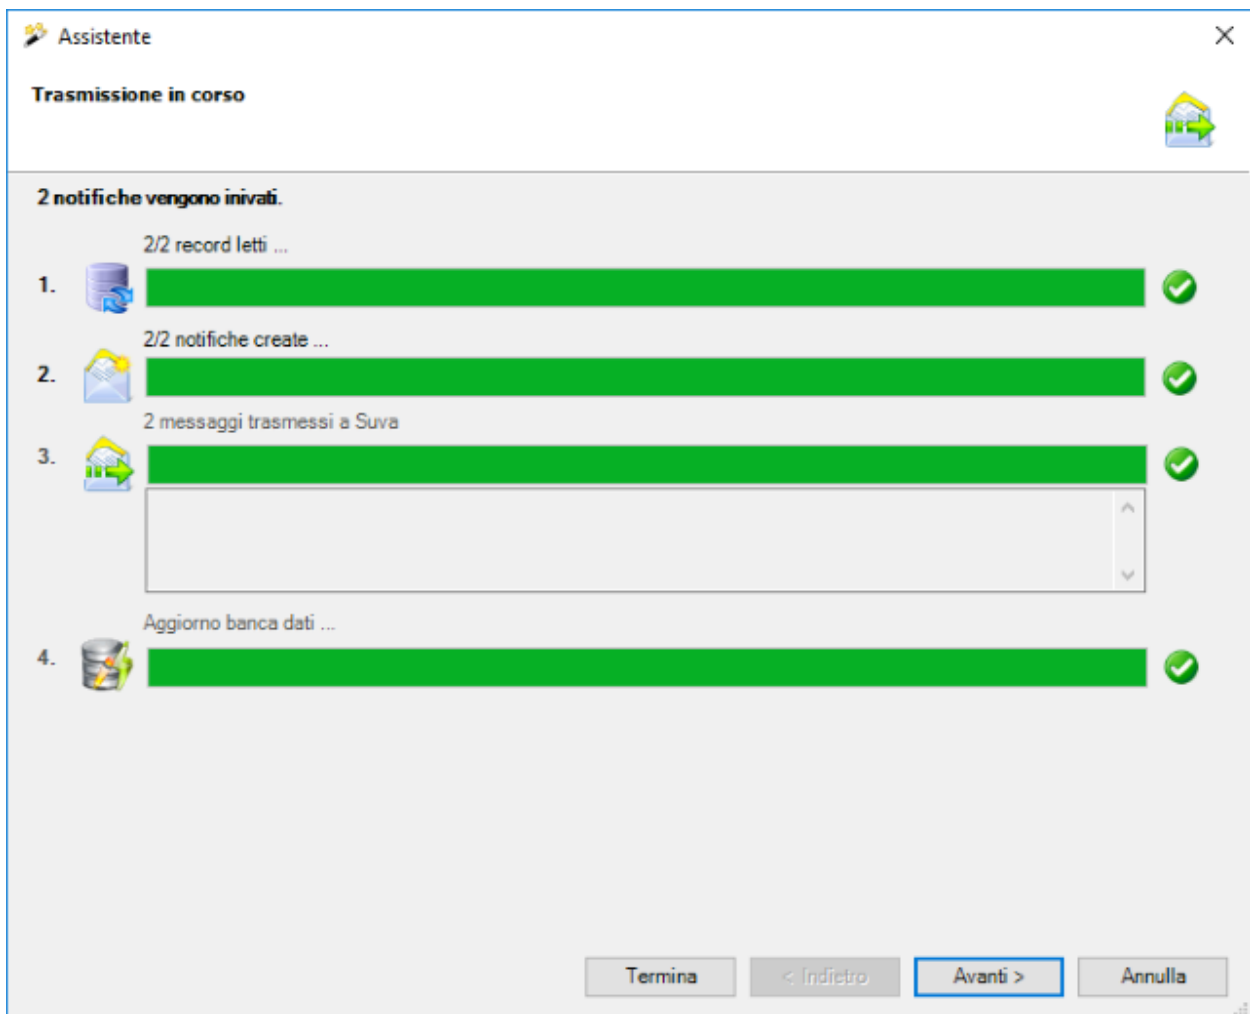 Assistente
Trasmissione in corso
2 notifiche vengono inivati.
2/2 record letti ...
1.
2/2 notifiche create ...
2.
2 messaggi trasmessi a Suva
3.
Aggiorno banca dati ...
4.
Termina < Indietro Avanti > Annulla